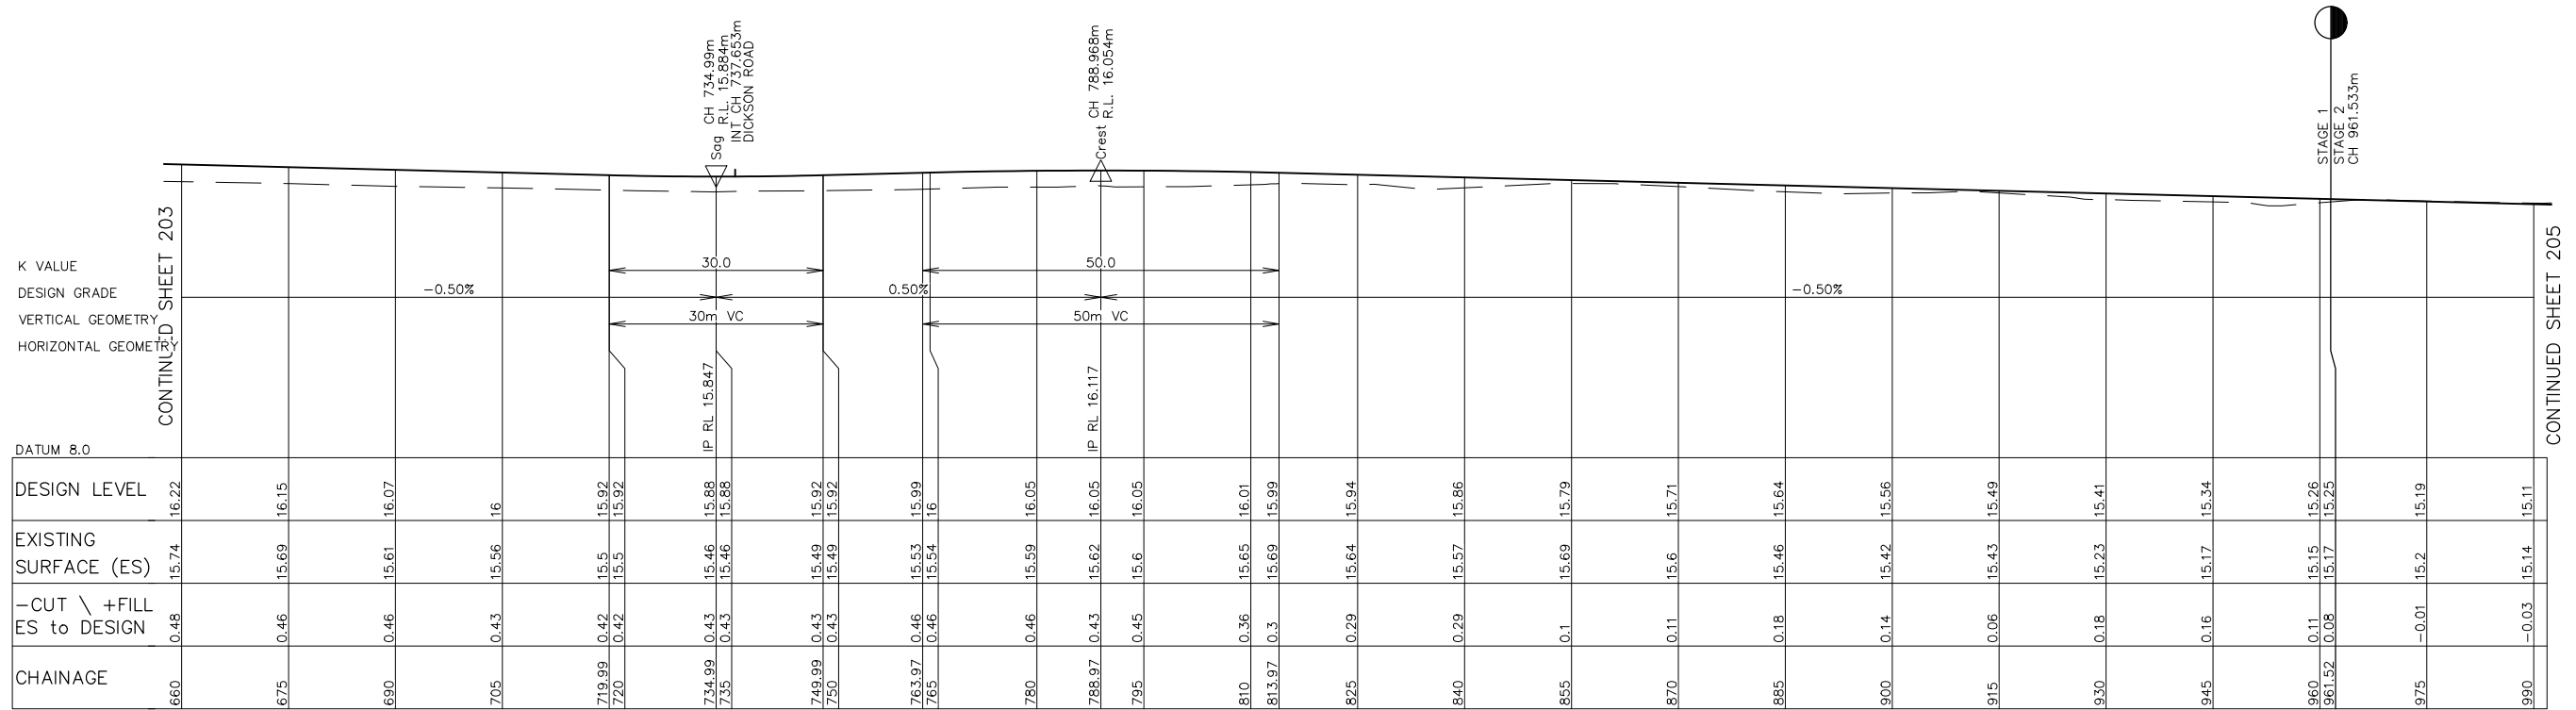 Sag CH 734.99m
R.L. 15.884m
INT CH 737.653m
DICKSON ROAD
Crest CH 788.968m
R.L. 16.054m
STAGE 1
STAGE 2
CH 961.533m
CONTINUED SHEET 203
CONTINUED SHEET 205
K VALUE 30.0 50.0
DESIGN GRADE -0.50% 0.50% -0.50%
VERTICAL GEOMETRY 30m VC 50m VC
HORIZONTAL GEOMETRY
IP RL 15.847
IP RL 16.117
DATUM 8.0
DESIGN LEVEL 16.22 16.15 16.07 16 15.92 15.92 15.88 15.88 15.92 15.92 15.99 16 16.05 16.05 16.05 16.01 15.99 15.94 15.86 15.79 15.71 15.64 15.56 15.49 15.41 15.34 15.26 15.25 15.19 15.11
EXISTING
SURFACE (ES) 15.74 15.69 15.61 15.56 15.5 15.5 15.46 15.46 15.49 15.49 15.53 15.54 15.59 15.62 15.6 15.65 15.69 15.64 15.57 15.69 15.6 15.46 15.42 15.43 15.23 15.17 15.15 15.17 15.2 15.14
-CUT \ +FILL
ES to DESIGN 0.48 0.46 0.46 0.43 0.42 0.42 0.43 0.43 0.43 0.43 0.46 0.46 0.46 0.43 0.45 0.36 0.3 0.29 0.29 0.1 0.11 0.18 0.14 0.06 0.18 0.16 0.11 0.08 -0.01 -0.03
CHAINAGE 660 675 690 705 719.99 720 734.99 735 749.99 750 763.97 765 780 788.97 795 810 813.97 825 840 855 870 885 900 915 930 945 960 961.52 975 990